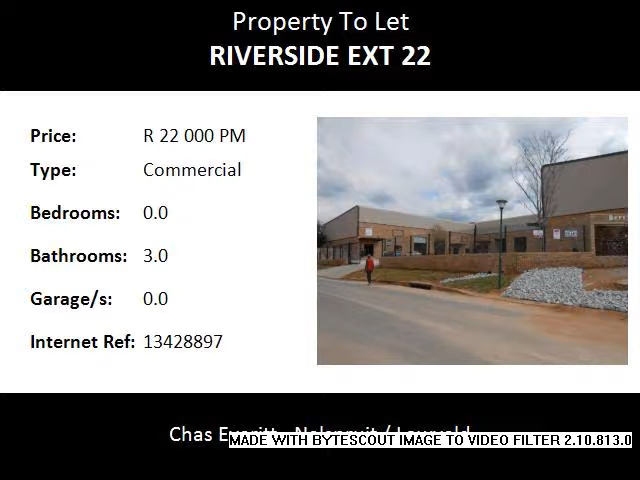 Property To Let
RIVERSIDE EXT 22
Price: R 22 000 PM
Type: Commercial
Bedrooms: 0.0
Bathrooms: 3.0
Garage/s: 0.0
Internet Ref: 13428897
Chas
MADE WITH BYTESCOUT IMAGE TO VIDEO FILTER 2.10.813.0